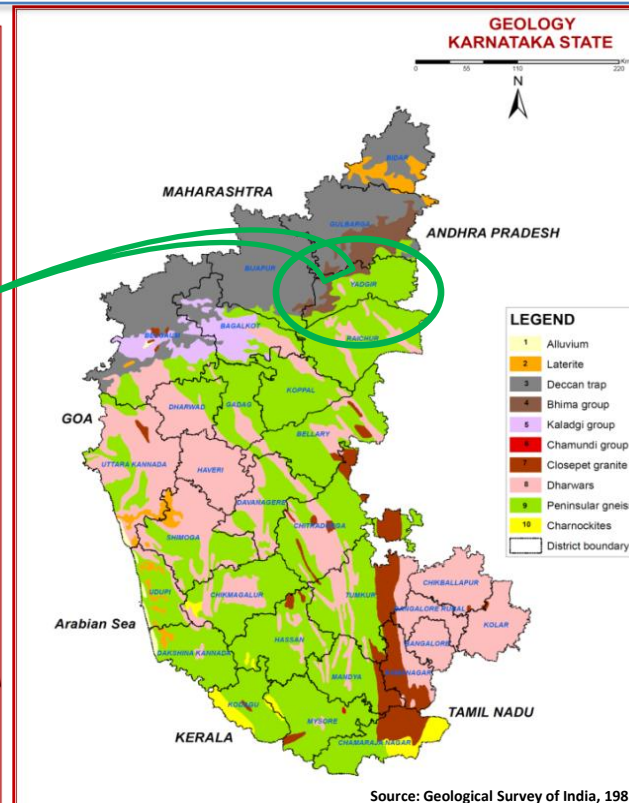 GEOLOGY
KARNATAKA STATE
0 55 110 220
N
BIDAR
MAHARASHTRA
GULBARGA
ANDHRA PRADESH
BIJAPUR
YADGIR
BAGALKOT
BELGAUM
RAICHUR
GOA
DHARWAD
GADAG
KOPPAL
BELLARY
UTTARA KANNADA
HAVERI
DAVANAGERE
CHITRADURGA
SHIMOGA
CHIKBALLAPUR
UDUPI
CHIKMAGALUR
TUMKUR
BANGALORE RURAL
KOLAR
Arabian Sea
HASSAN
BANGALORE
DAKSHINA KANNADA
MANDYA
KODAGU
MYSORE
TAMIL NADU
KERALA
CHAMARAJA NAGAR
LEGEND
1 Alluvium
2 Laterite
3 Deccan trap
4 Bhima group
5 Kaladgi group
6 Chamundi group
7 Closepet granite
8 Dharwars
9 Peninsular gneis
10 Charnockites
District boundary
Source: Geological Survey of India, 198